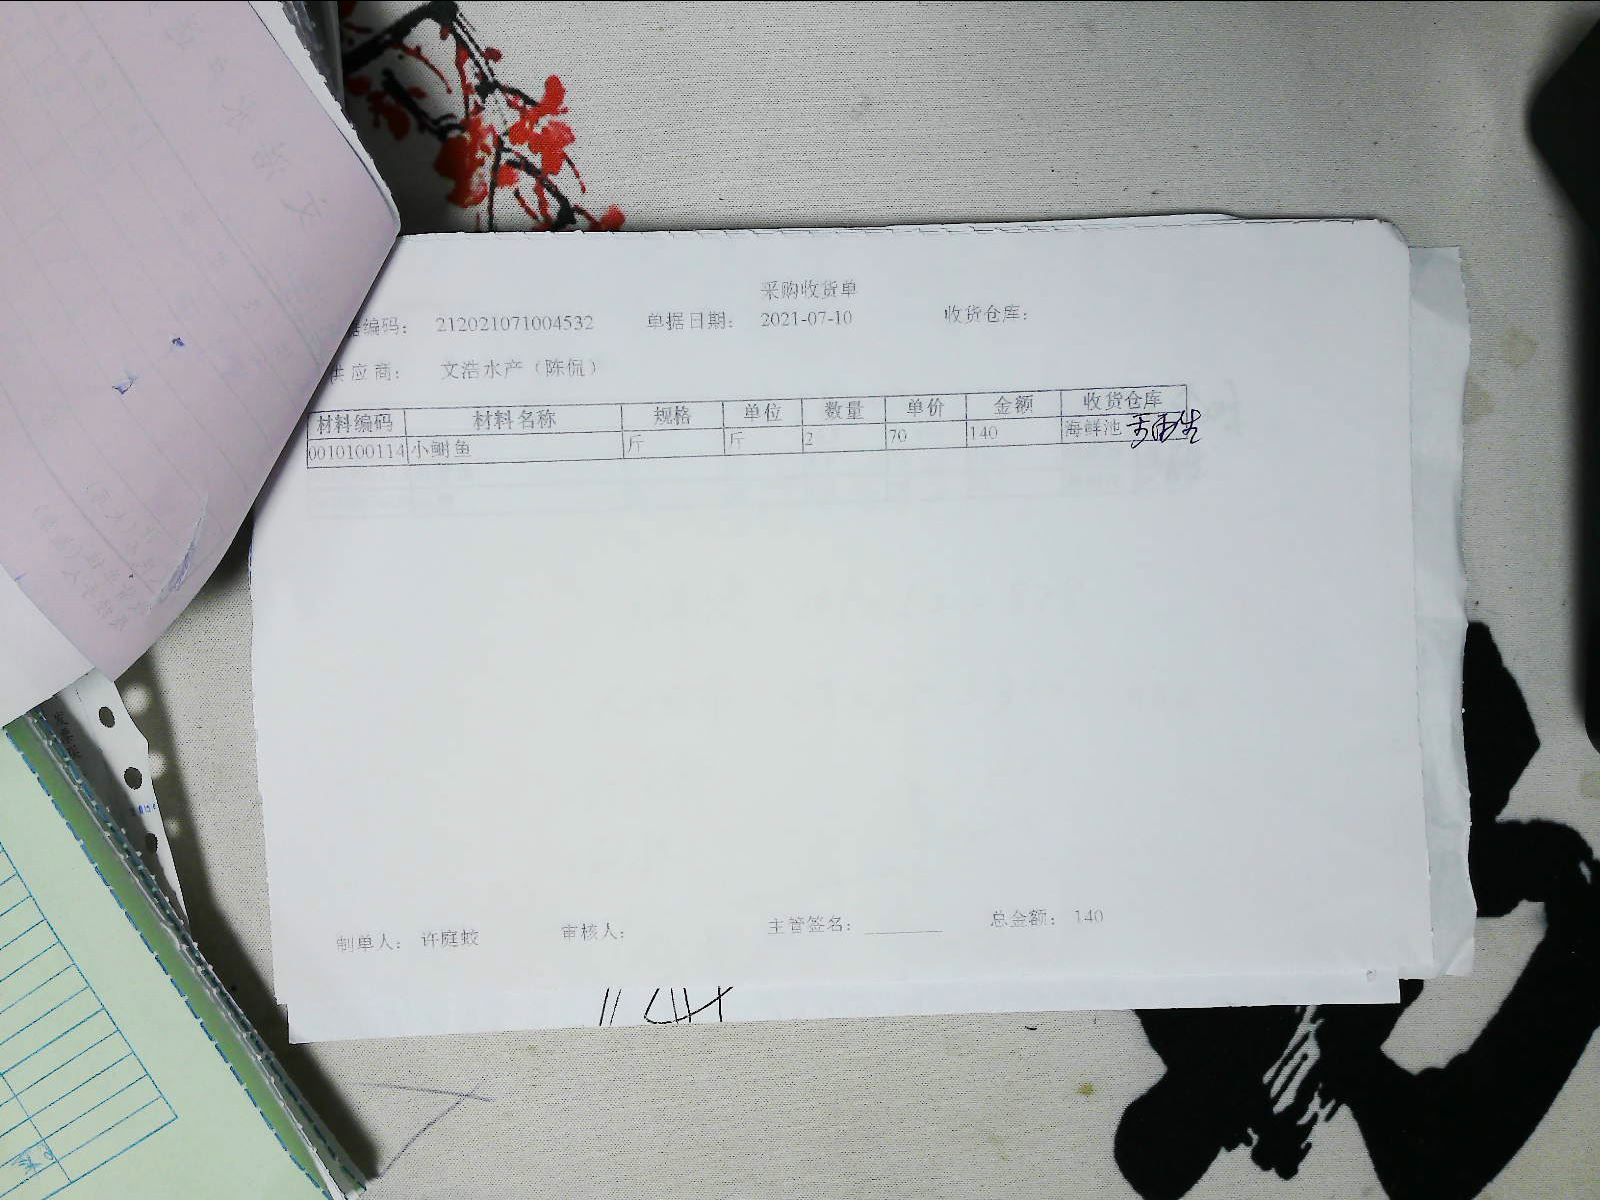 采购收货单
编码: 212021071004532 单据日期: 2021-07-10 收货仓库:
供应商: 文浩水产（陈侃）
材料编码 材料名称 规格 单位 数量 单价 金额 收货仓库
0010100114 小鲥鱼 斤 斤 2 70 140 海鲜池
制单人: 许庭蛟 审核人: 主管签名: ________ 总金额: 140